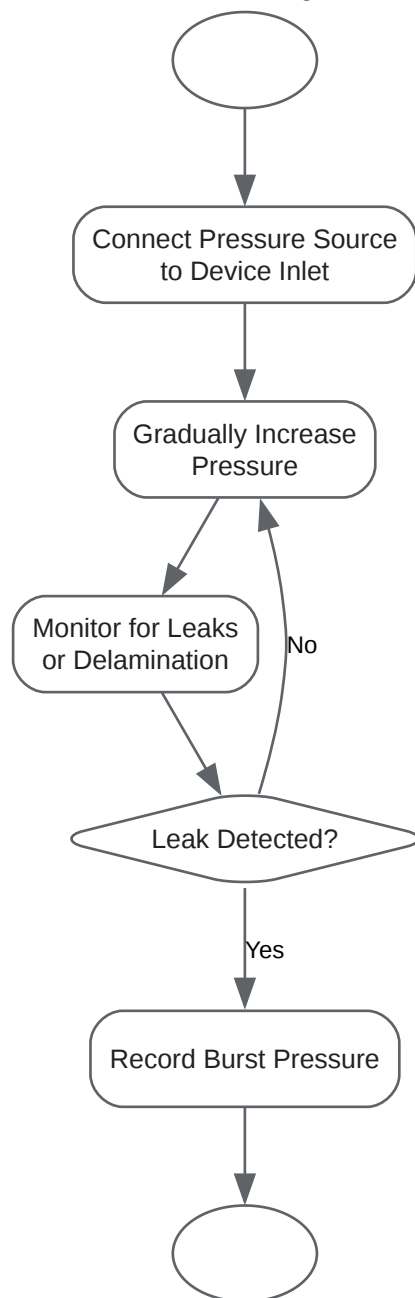 Connect Pressure Source
to Device Inlet
Gradually Increase
Pressure
Monitor for Leaks
or Delamination
No
Leak Detected?
Yes
Record Burst Pressure